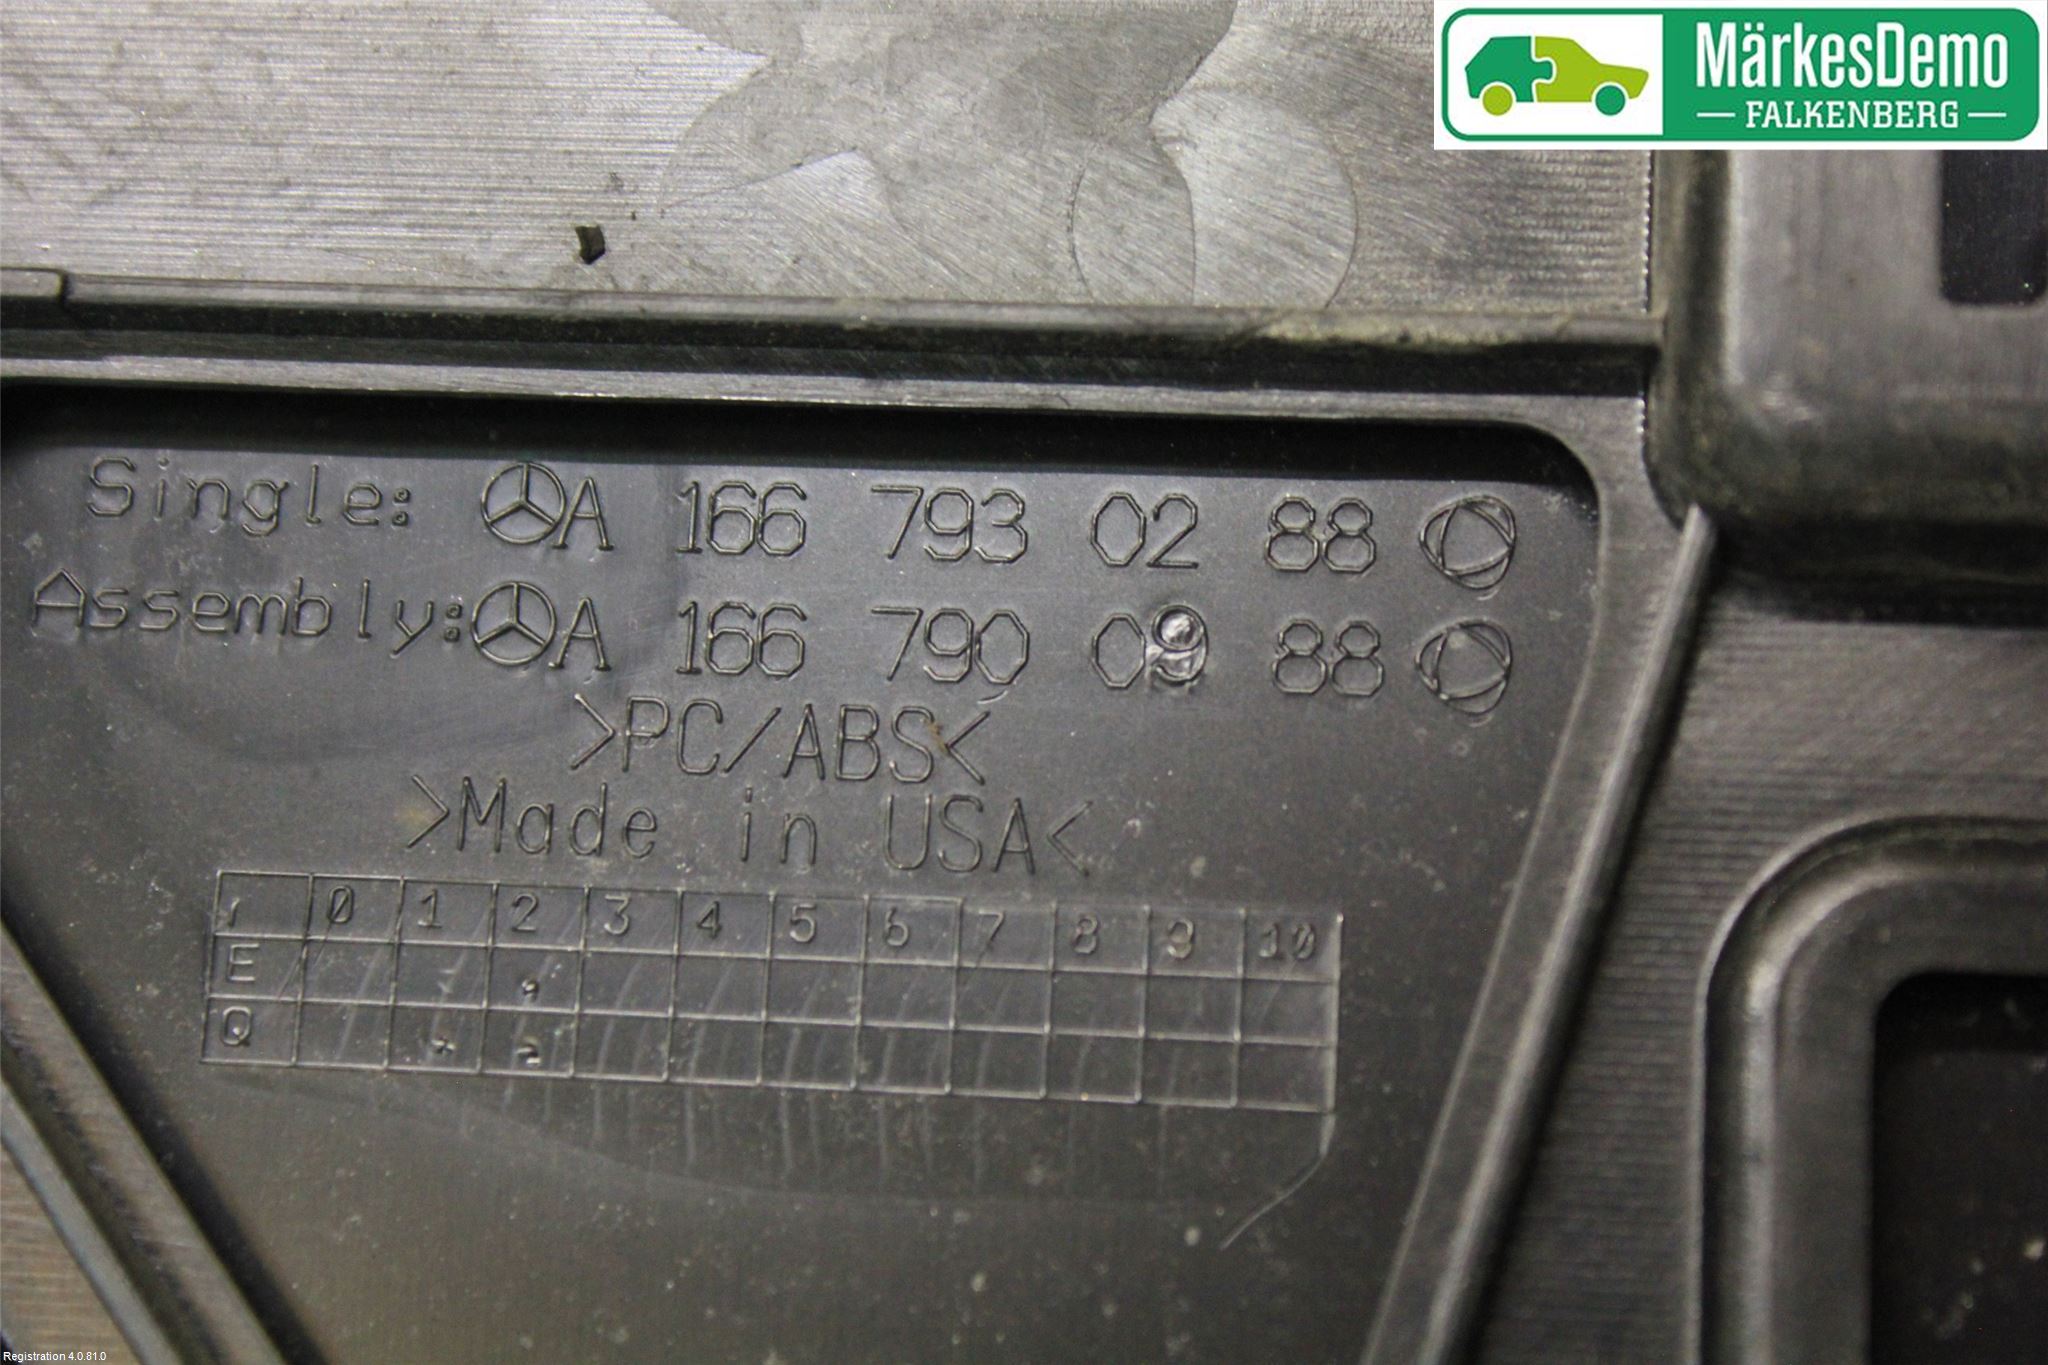 MärkesDemo
FALKENBERG
Single: A 166 793 02 88
Assembly: A 166 790 09 88
>PC/ABS<
>Made in USA<
0 1 2 3 4 5 6 7 8 9 10
E
Q
Registration 4.0.81.0